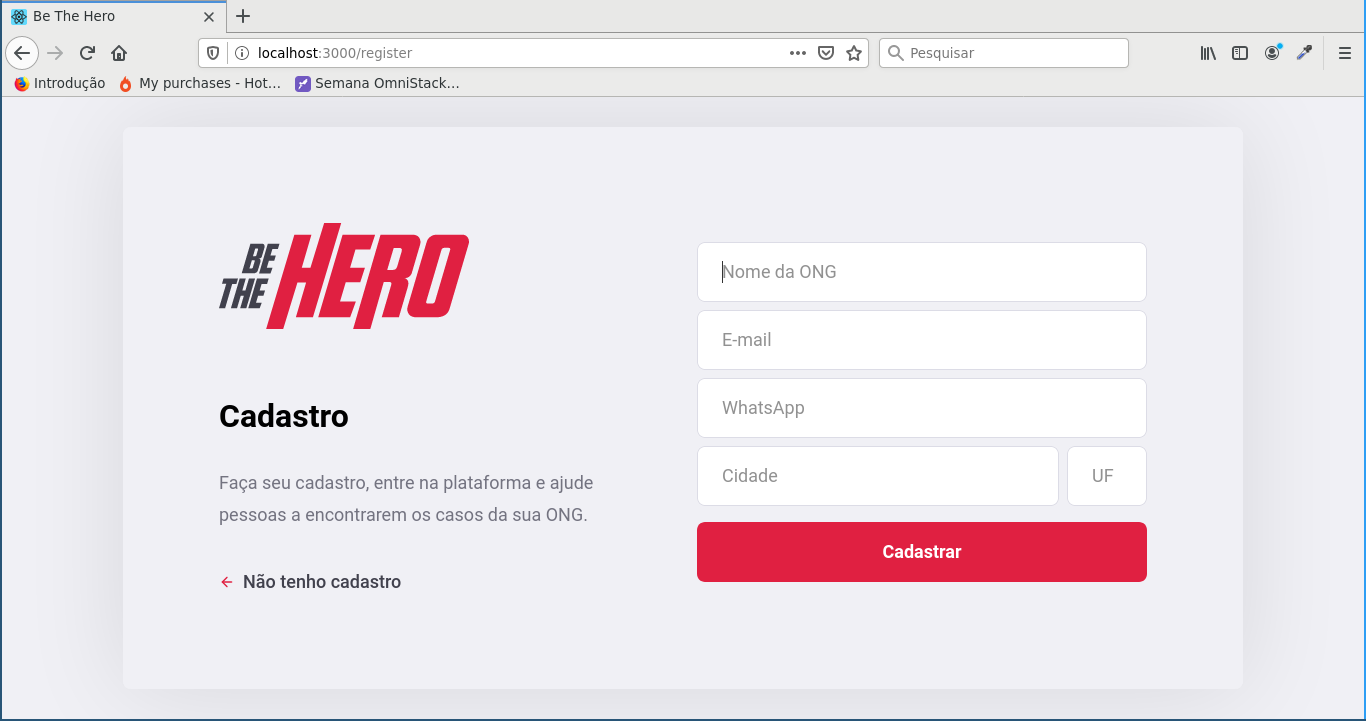 Be The Hero
localhost:3000/register
Pesquisar
Introdução
My purchases - Hot...
Semana OmniStack...
BE
THE
HERO
Cadastro
Faça seu cadastro, entre na plataforma e ajude
pessoas a encontrarem os casos da sua ONG.
Não tenho cadastro
Nome da ONG
E-mail
WhatsApp
Cidade
UF
Cadastrar